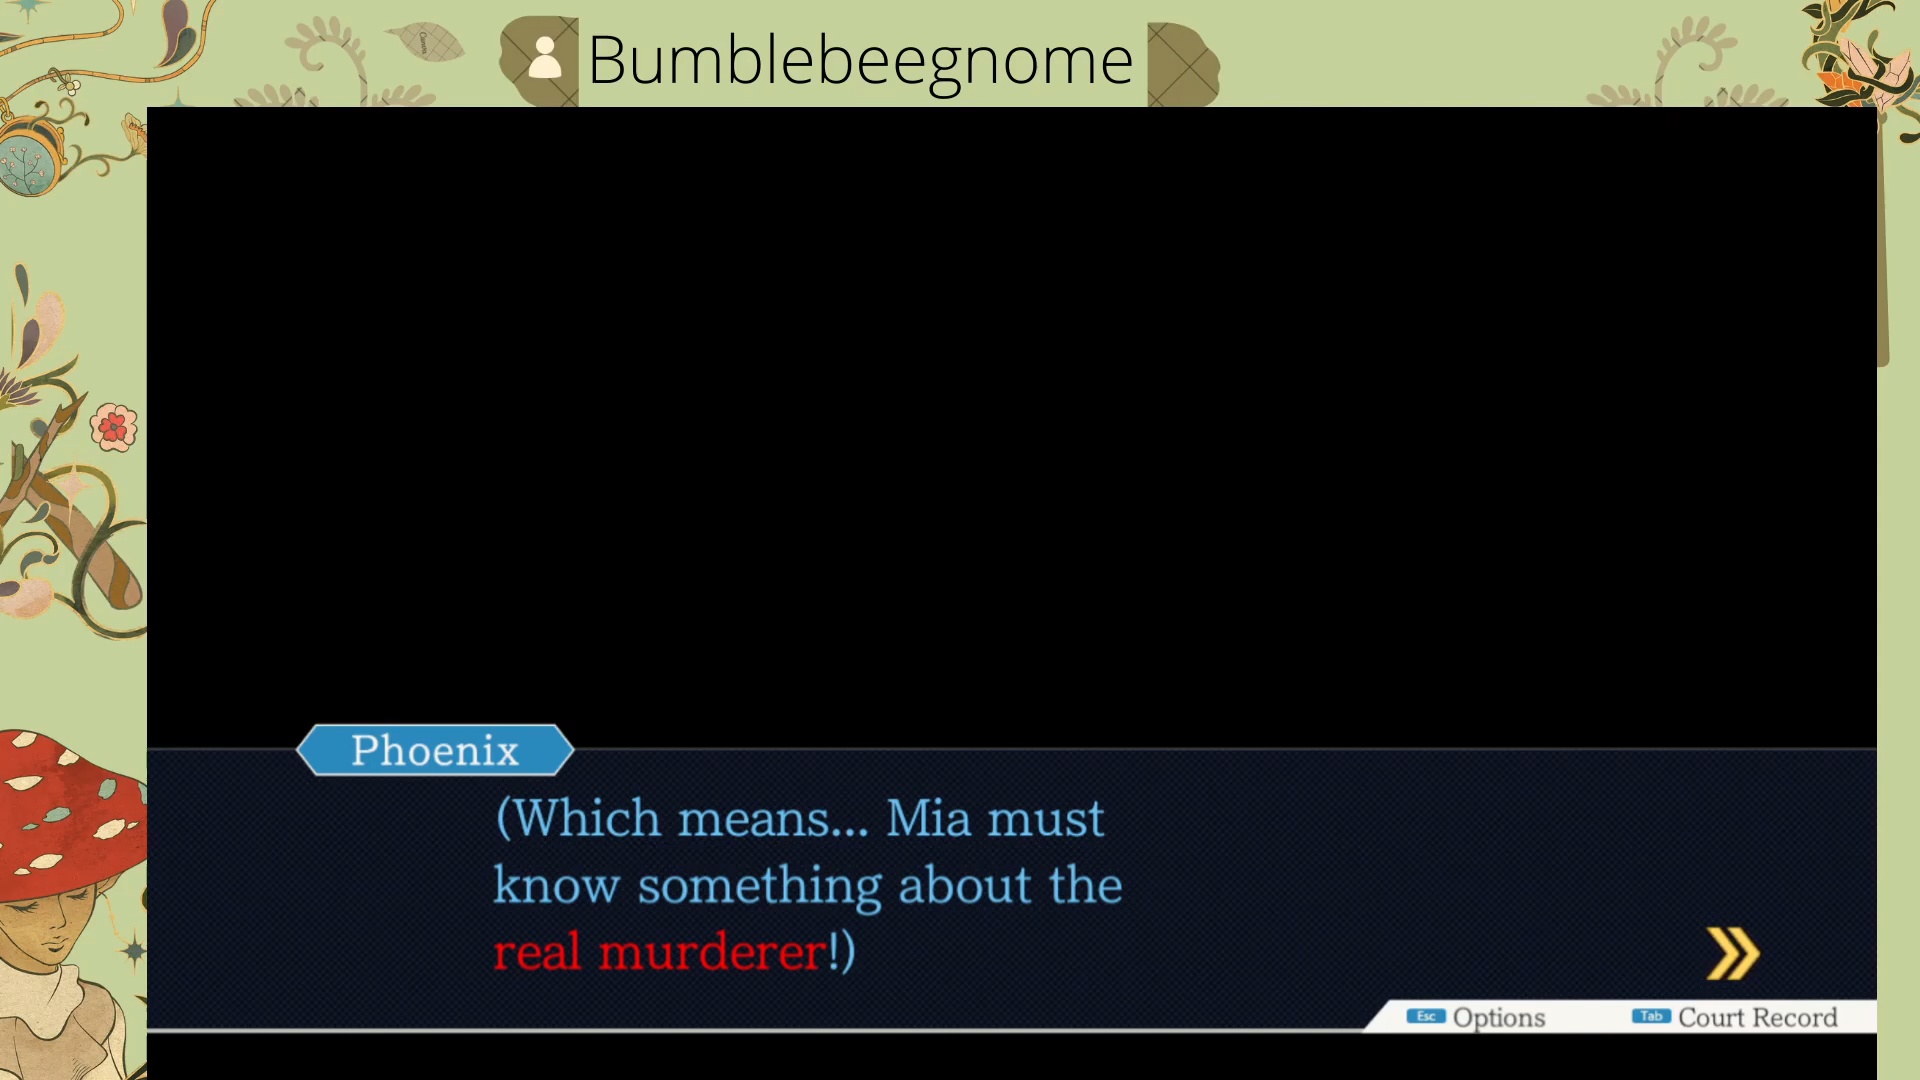 Bumblebeegnome
Phoenix
(Which means... Mia must
know something about the
real murderer!)
Esc Options
Tab Court Record